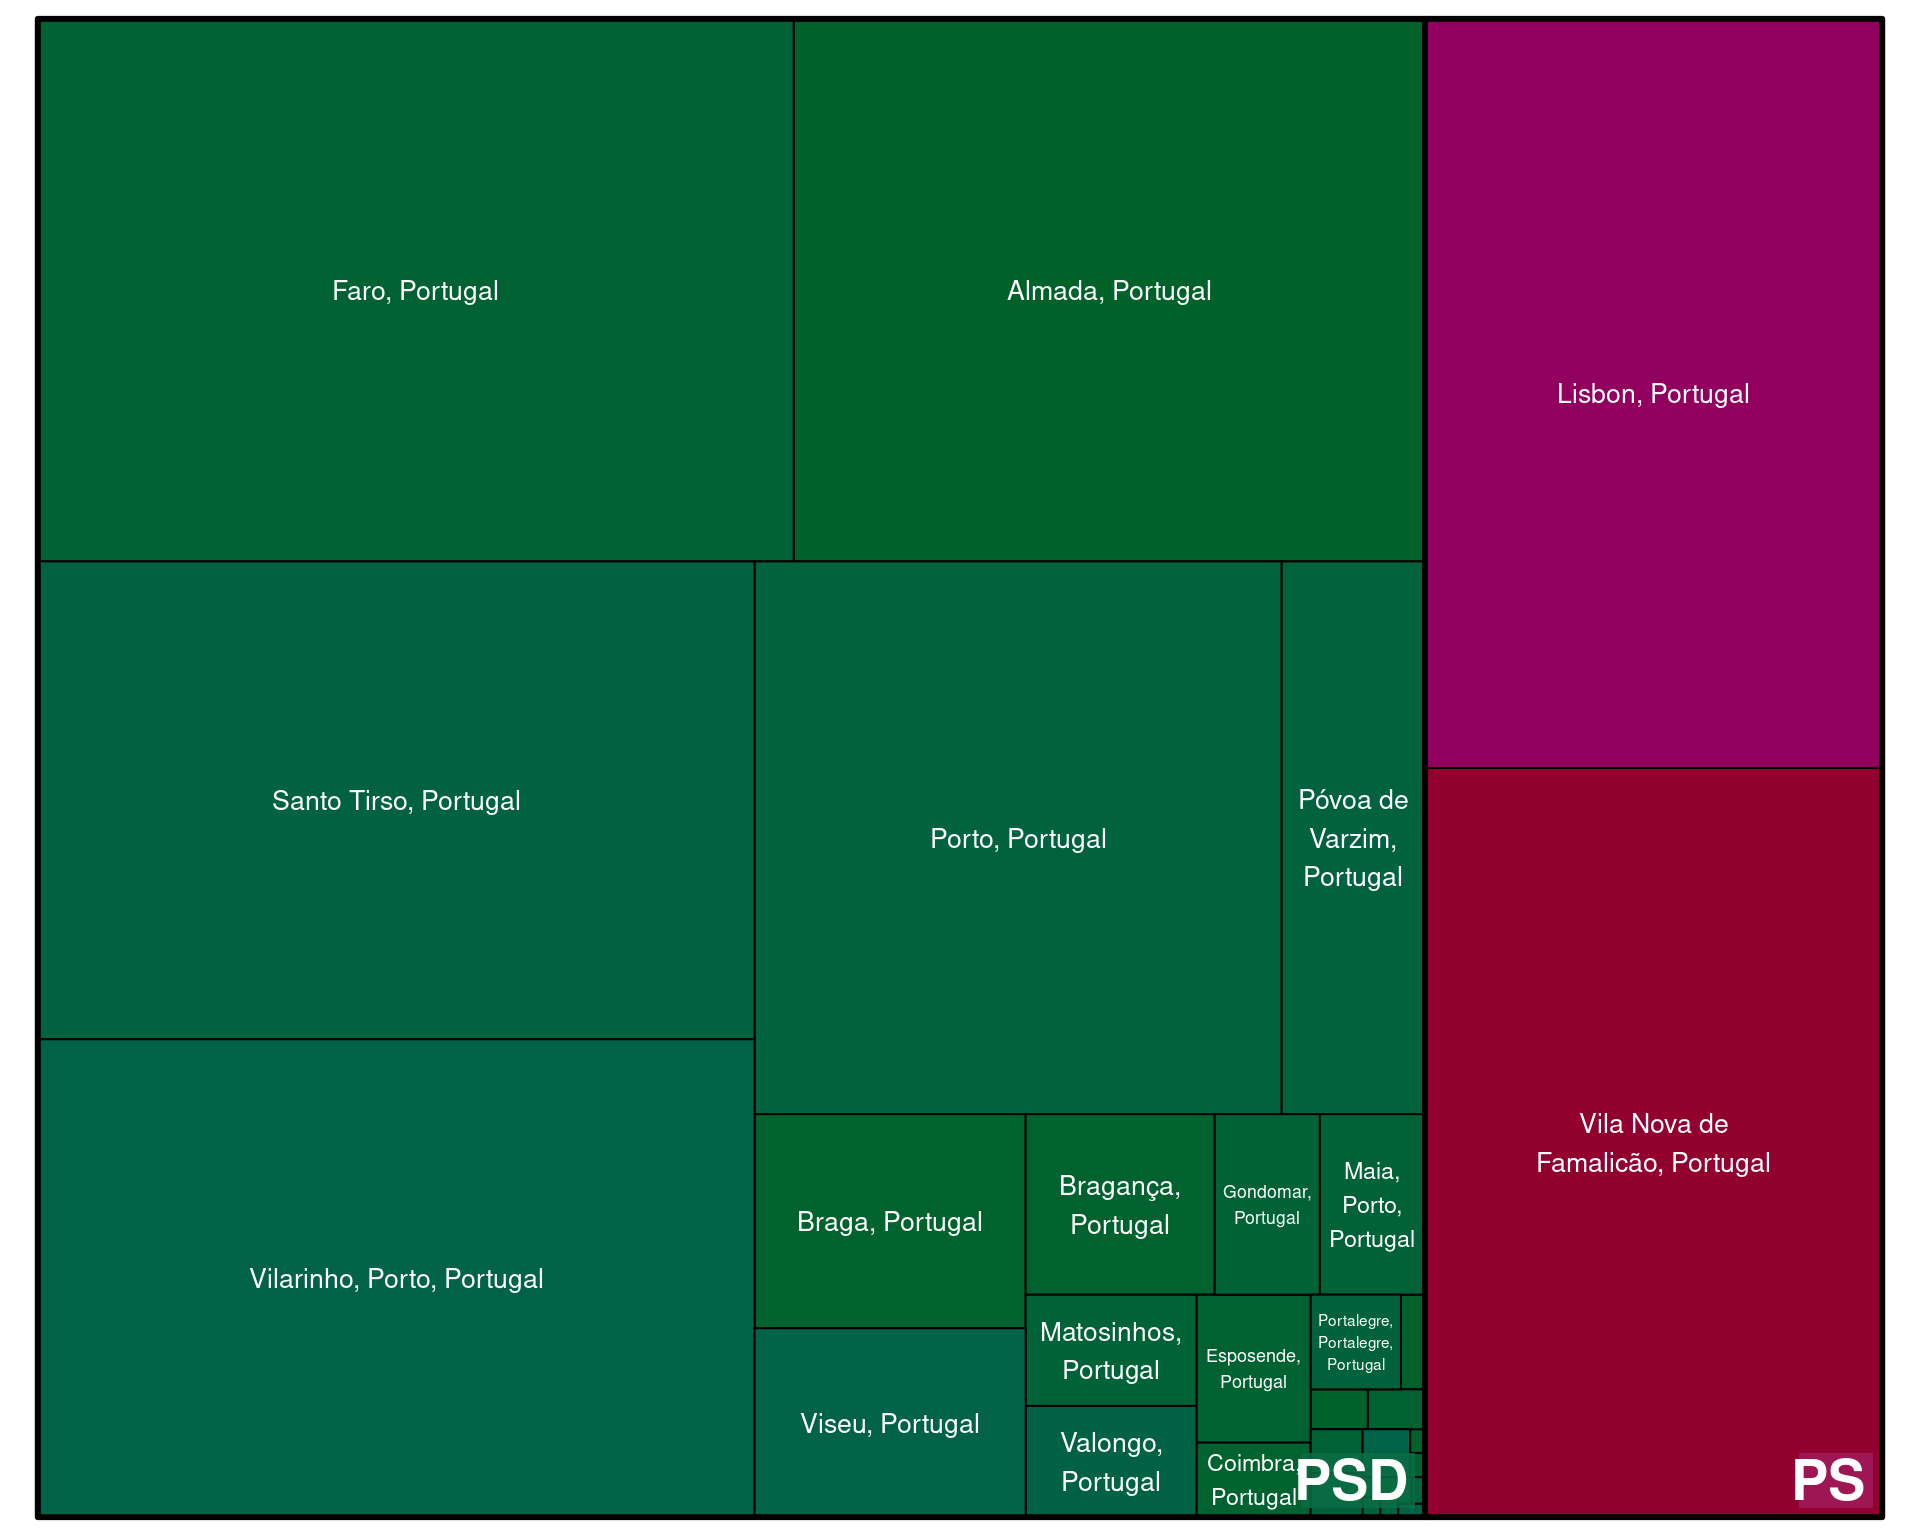 Faro, Portugal
Almada, Portugal
Lisbon, Portugal
Santo Tirso, Portugal
Porto, Portugal
Póvoa de
Varzim,
Portugal
Vila Nova de
Famalicão, Portugal
Vilarinho, Porto, Portugal
Braga, Portugal
Bragança,
Portugal
Gondomar,
Portugal
Maia,
Porto,
Portugal
Viseu, Portugal
Matosinhos,
Portugal
Esposende,
Portugal
Portalegre,
Portalegre,
Portugal
Valongo,
Portugal
Coimbra,
Portugal
PSD
PS